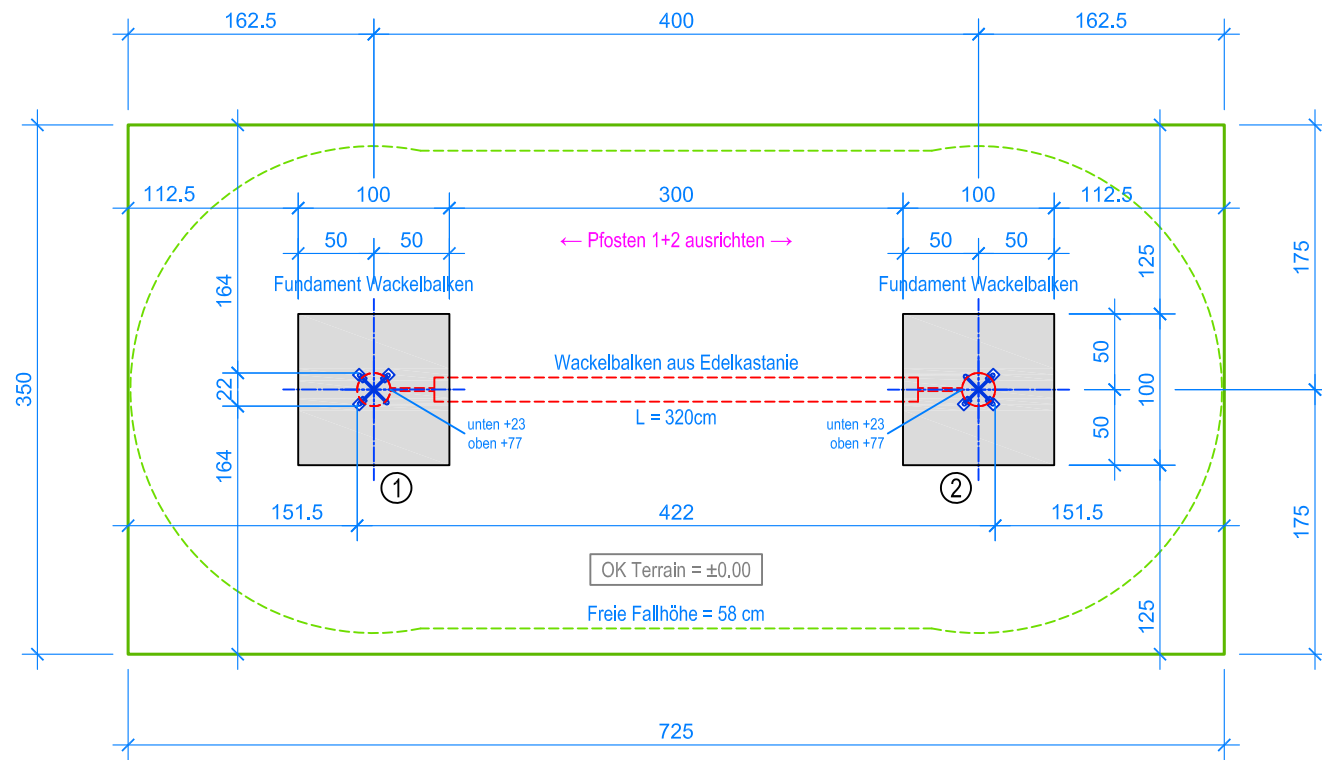 162.5 400 162.5
112.5 100 300 100 112.5
50 50 ← Pfosten 1+2 ausrichten → 50 50
125
175
164
Fundament Wackelbalken Fundament Wackelbalken
50
Wackelbalken aus Edelkastanie
350
22
100
L = 320cm
unten +23
oben +77
unten +23
oben +77
50
164
1 2
151.5 422 151.5
175
OK Terrain = ±0.00
Freie Fallhöhe = 58 cm
125
725